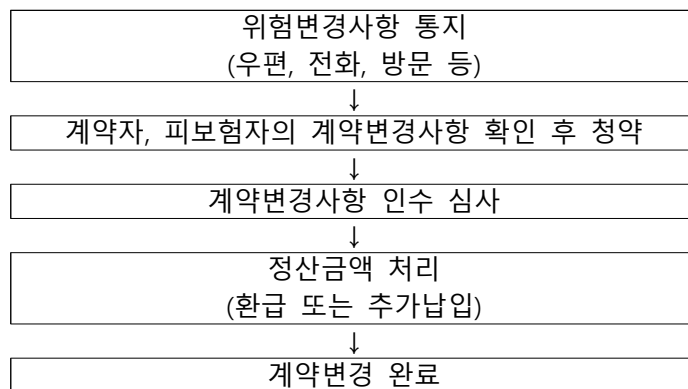 위험변경사항 통지
(우편, 전화, 방문 등)
↓
계약자, 피보험자의 계약변경사항 확인 후 청약
↓
계약변경사항 인수 심사
↓
정산금액 처리
(환급 또는 추가납입)
↓
계약변경 완료